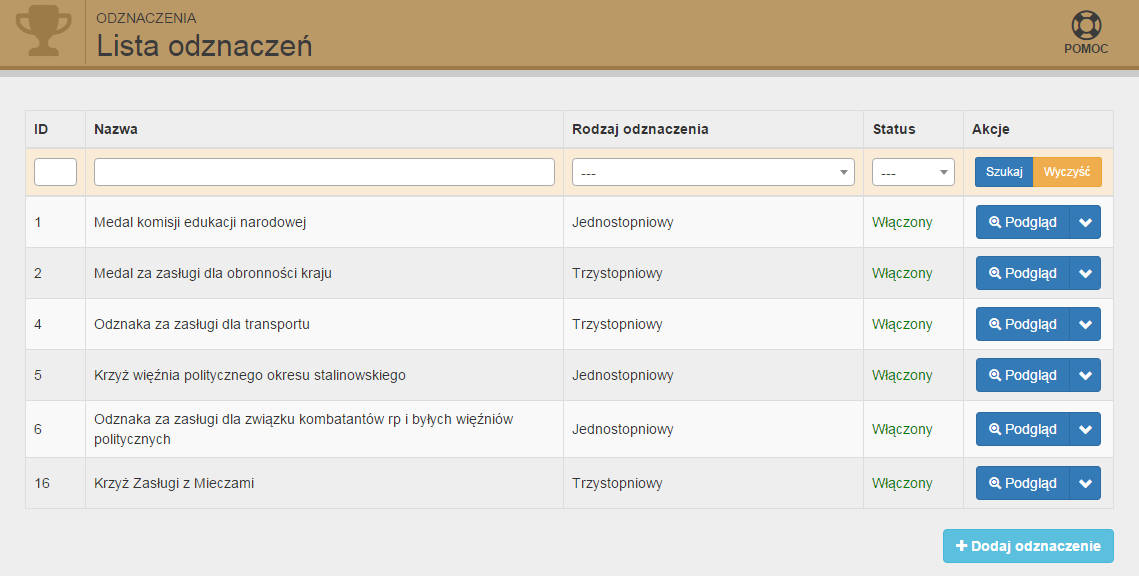 ODZNACZENIA
Lista odznaczeń
POMOC
ID Nazwa Rodzaj odznaczenia Status Akcje
--- --- Szukaj Wyczyść
1 Medal komisji edukacji narodowej Jednostopniowy Włączony Podgląd
2 Medal za zasługi dla obronności kraju Trzystopniowy Włączony Podgląd
4 Odznaka za zasługi dla transportu Trzystopniowy Włączony Podgląd
5 Krzyż więźnia politycznego okresu stalinowskiego Jednostopniowy Włączony Podgląd
6 Odznaka za zasługi dla związku kombatantów rp i byłych więźniów
politycznych Jednostopniowy Włączony Podgląd
16 Krzyż Zasługi z Mieczami Trzystopniowy Włączony Podgląd
Dodaj odznaczenie